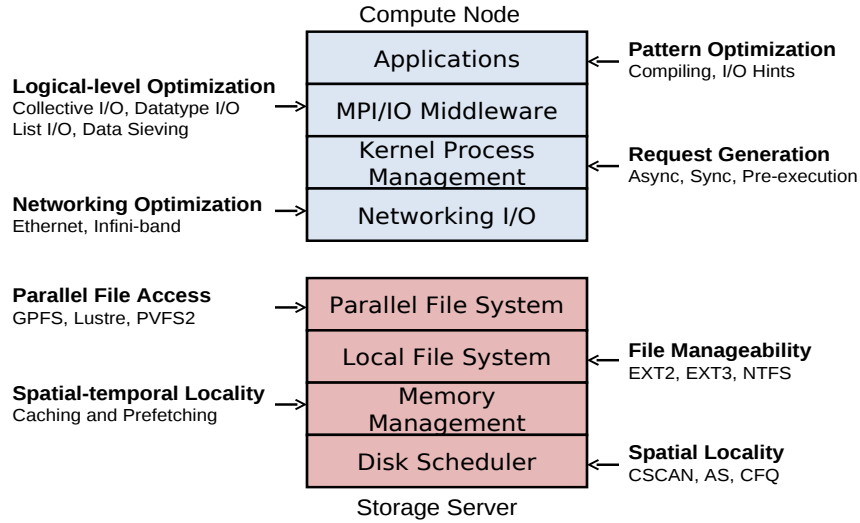 Compute Node
Applications
Pattern Optimization
Compiling, I/O Hints
Logical-level Optimization
Collective I/O, Datatype I/O
List I/O, Data Sieving
MPI/IO Middleware
Kernel Process
Management
Request Generation
Async, Sync, Pre-execution
Networking Optimization
Ethernet, Infini-band
Networking I/O
Parallel File Access
GPFS, Lustre, PVFS2
Parallel File System
Local File System
File Manageability
EXT2, EXT3, NTFS
Spatial-temporal Locality
Caching and Prefetching
Memory
Management
Disk Scheduler
Spatial Locality
CSCAN, AS, CFQ
Storage Server